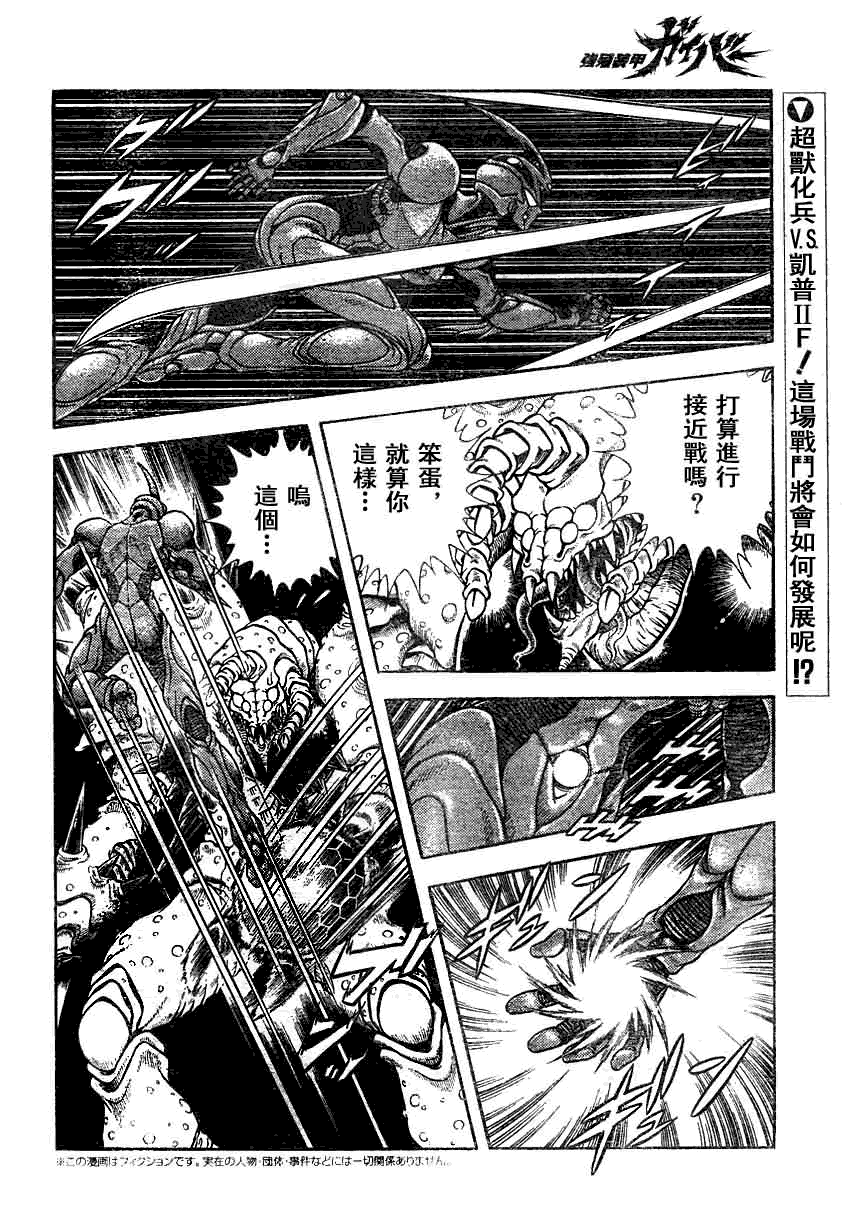 強殖装甲ガイバー
超獸化兵V.S.凱普IIF!這場戰鬥將會如何發展呢!?
打算進行
接近戰嗎?
笨蛋,
就算你
這樣…
嗚
這個…
※この漫画はフィクションです。実在の人物・団体・事件などには一切関係ありません。